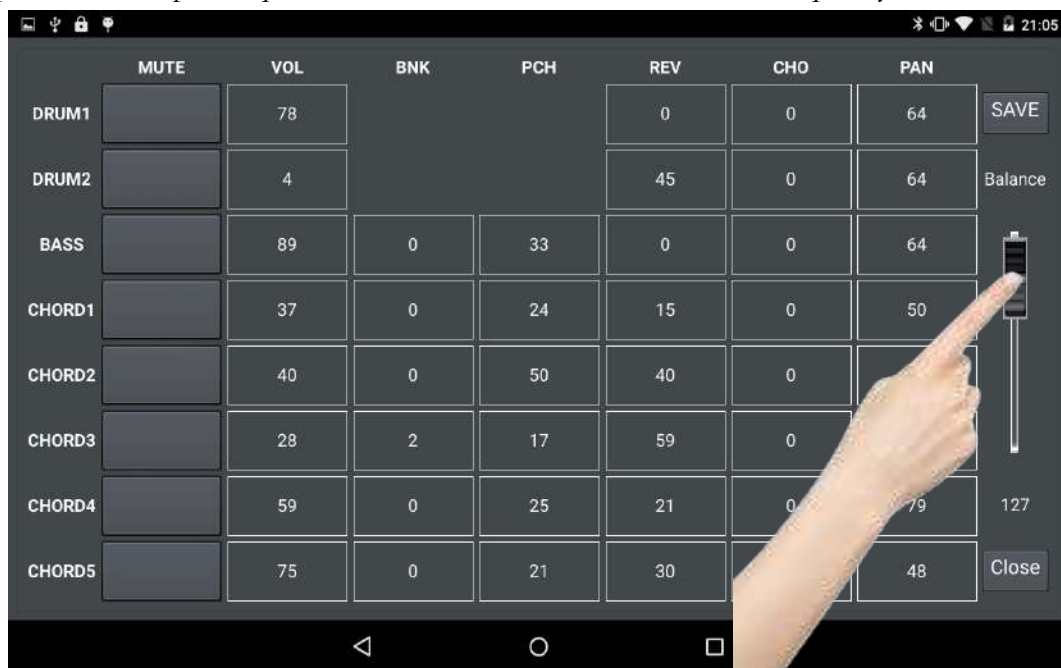 21:05
MUTE VOL BNK PCH REV CHO PAN
DRUM1 78 0 0 64 SAVE
DRUM2 4 45 0 64 Balance
BASS 89 0 33 0 0 64
CHORD1 37 0 24 15 0 50
CHORD2 40 0 50 40 0
CHORD3 28 2 17 59 0
CHORD4 59 0 25 21 0 79 127
CHORD5 75 0 21 30 48 Close